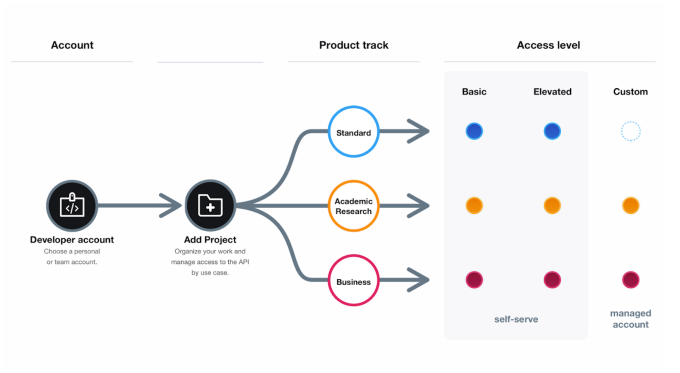 Account
Product track
Access level
Basic
Elevated
Custom
Standard
Academic
Research
Business
</>
Developer account
Choose a personal
or team account.
Add Project
Organize your work and
manage access to the API
by use case.
self-serve
managed
account